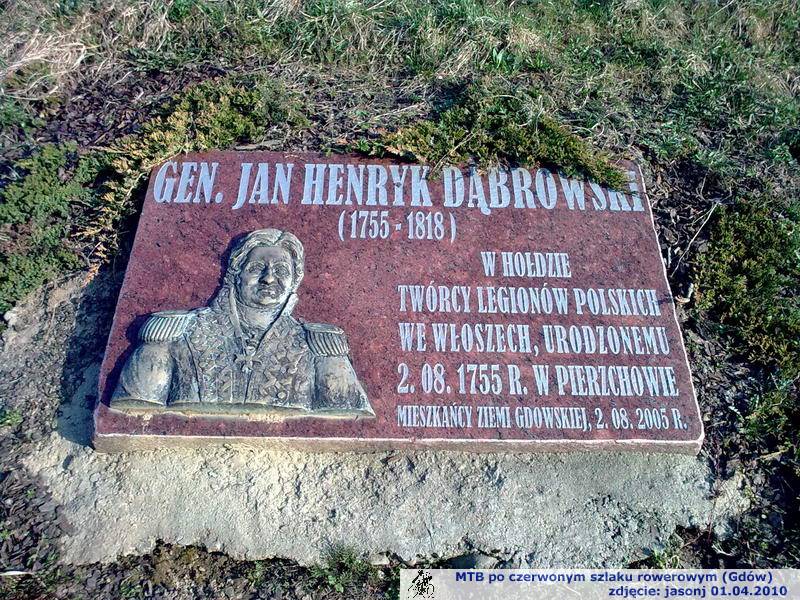 GEN. JAN HENRYK DĄBROWSKI
(1755 - 1818)
W HOŁDZIE
TWÓRCY LEGIONÓW POLSKICH
WE WŁOSZECH, URODZONEMU
2. 08. 1755 R. W PIERZCHOWIE
MIESZKAŃCY ZIEMI GDOWSKIEJ, 2. 08. 2005 R.
MTB po czerwonym szlaku rowerowym (Gdów)
zdjęcie: jasonj 01.04.2010